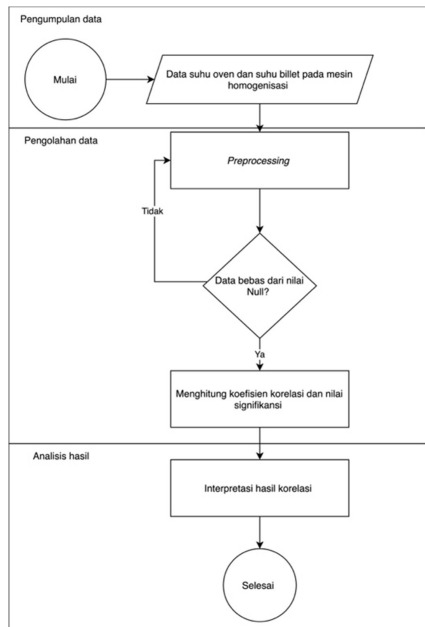 Pengumpulan data
Mulai
Data suhu oven dan suhu billet pada mesin
homogenisasi
Pengolahan data
Preprocessing
Tidak
Data bebas dari nilai
Null?
Ya
Menghitung koefisien korelasi dan nilai
signifikansi
Analisis hasil
Interpretasi hasil korelasi
Selesai